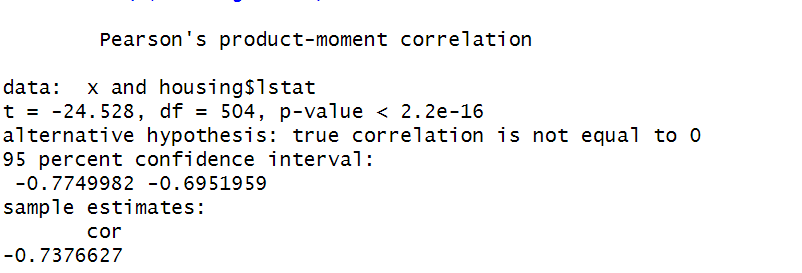 Pearson's product-moment correlation
data:  x and housing$lstat
t = -24.528, df = 504, p-value < 2.2e-16
alternative hypothesis: true correlation is not equal to 0
95 percent confidence interval:
 -0.7749982 -0.6951959
sample estimates:
cor
-0.7376627